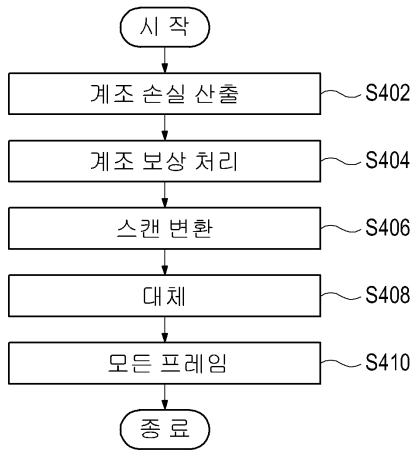 시 작
계조 손실 산출 S402
계조 보상 처리 S404
스캔 변환 S406
대체 S408
모든 프레임 S410
종 료